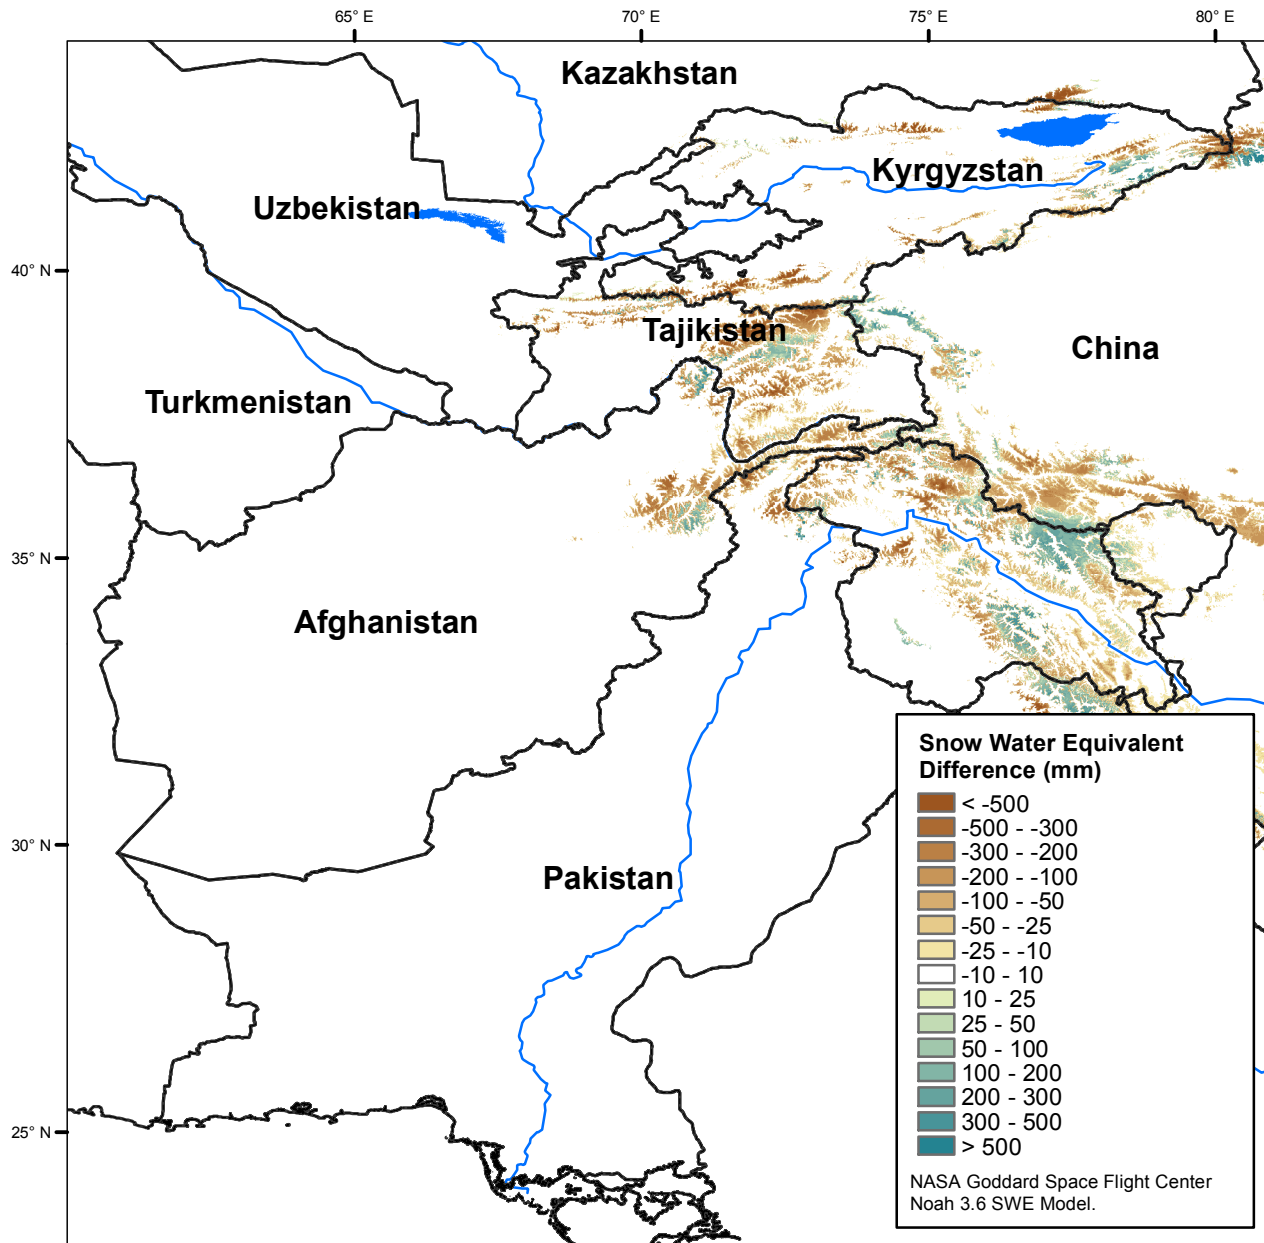 65° E
70° E
75° E
80° E
Kazakhstan
Kyrgyzstan
Uzbekistan
40° N
Tajikistan
China
Turkmenistan
35° N
Afghanistan
Snow Water Equivalent
Difference (mm)
< -500
-500 - -300
-300 - -200
-200 - -100
-100 - -50
-50 - -25
-25 - -10
-10 - 10
10 - 25
25 - 50
50 - 100
100 - 200
200 - 300
300 - 500
> 500
NASA Goddard Space Flight Center
Noah 3.6 SWE Model.
30° N
Pakistan
25° N